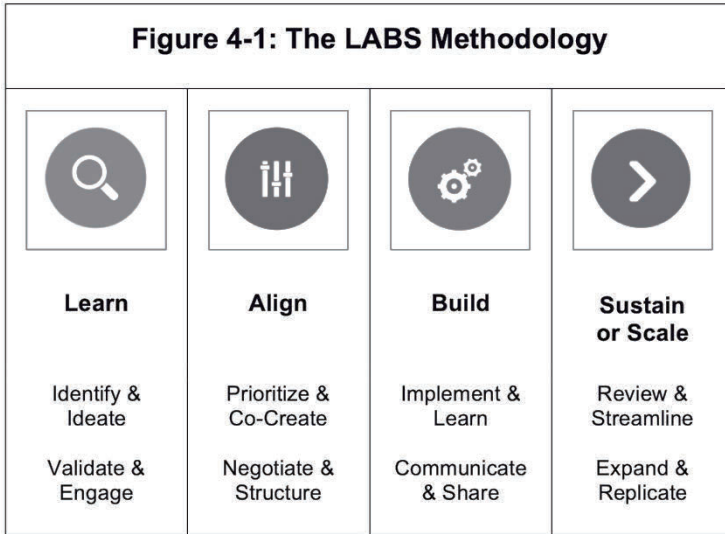 Figure 4-1: The LABS Methodology
Learn
Identify &
Ideate
Validate &
Engage
Align
Prioritize &
Co-Create
Negotiate &
Structure
Build
Implement &
Learn
Communicate
& Share
Sustain
or Scale
Review &
Streamline
Expand &
Replicate